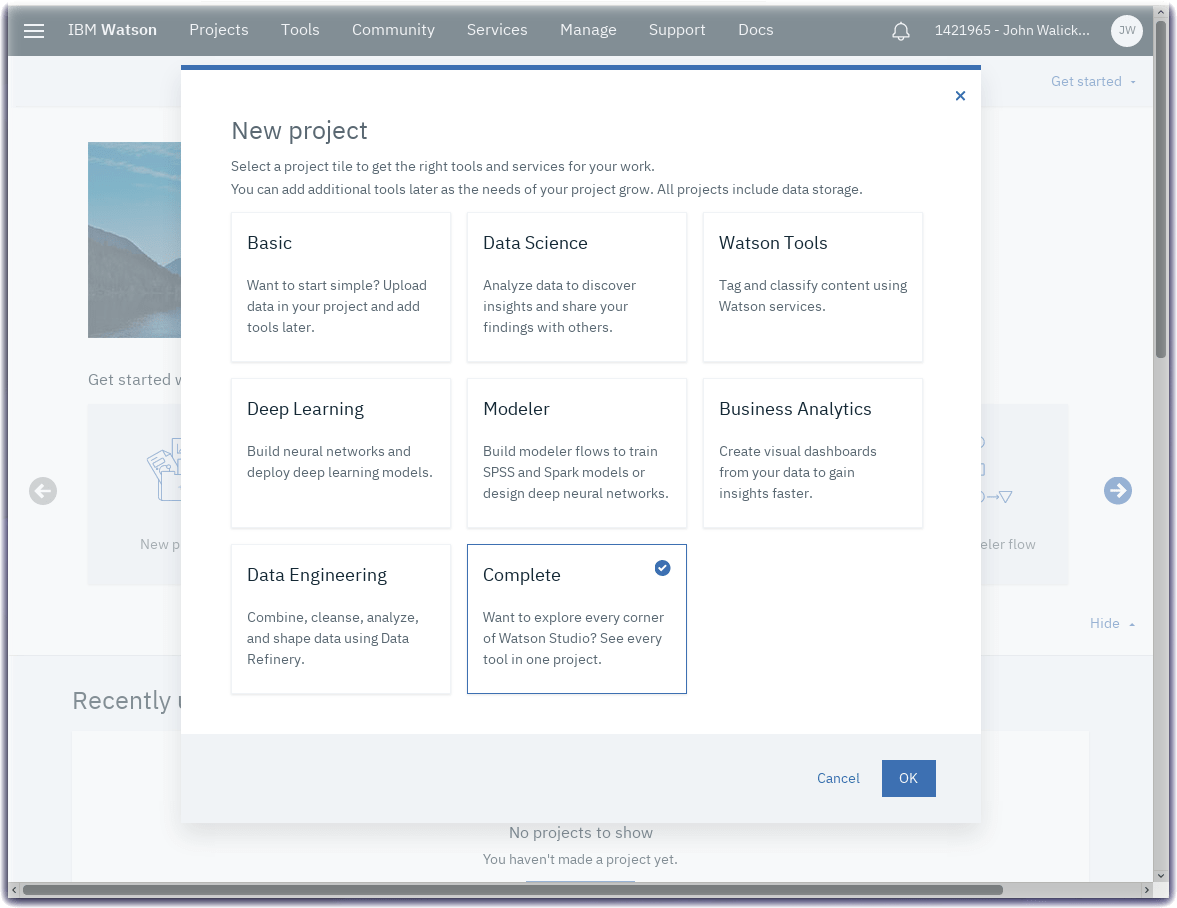 IBM Watson Projects Tools Community Services Manage Support Docs 1421965 - John Walick... JW
Get started
New project
Select a project tile to get the right tools and services for your work.
You can add additional tools later as the needs of your project grow. All projects include data storage.
Basic
Want to start simple? Upload
data in your project and add
tools later.
Data Science
Analyze data to discover
insights and share your
findings with others.
Watson Tools
Tag and classify content using
Watson services.
Deep Learning
Build neural networks and
deploy deep learning models.
Modeler
Build modeler flows to train
SPSS and Spark models or
design deep neural networks.
Business Analytics
Create visual dashboards
from your data to gain
insights faster.
Data Engineering
Combine, cleanse, analyze,
and shape data using Data
Refinery.
Complete
Want to explore every corner
of Watson Studio? See every
tool in one project.
Cancel OK
Get started
New
eler flow
Hide
Recently
No projects to show
You haven't made a project yet.